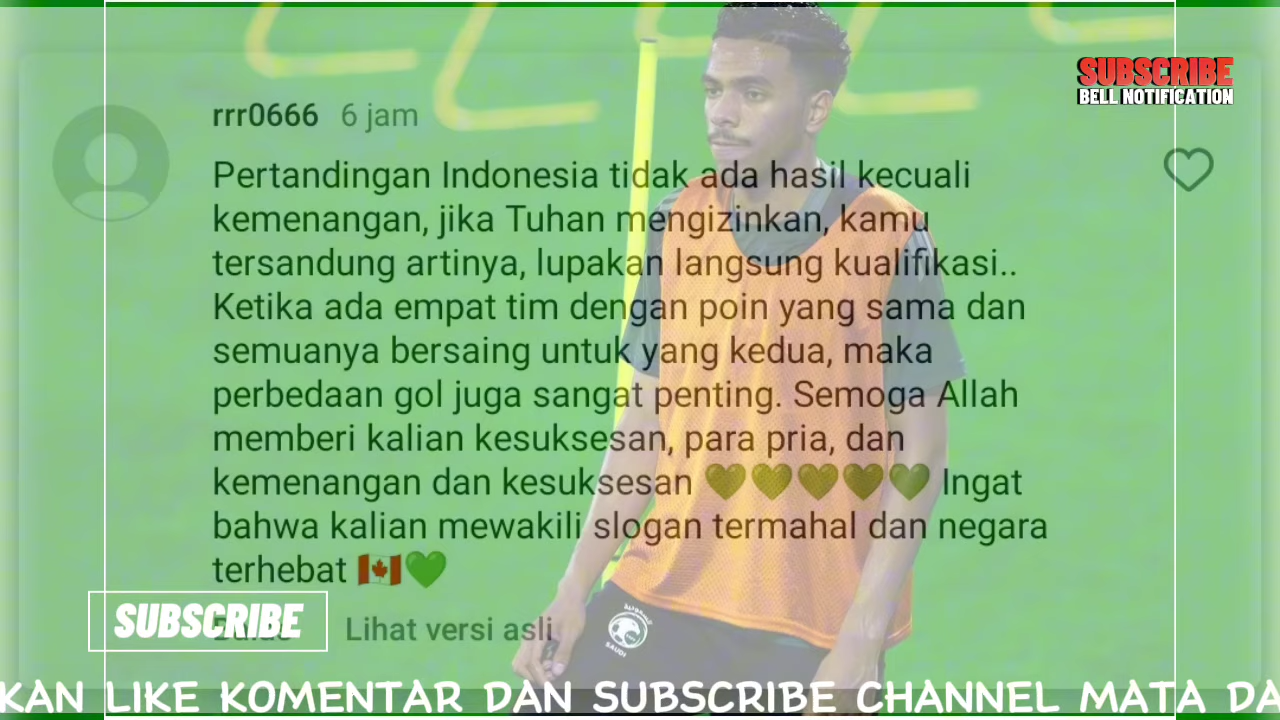 SUBSCRIBE
BELL NOTIFICATION
rrr0666 6 jam
Pertandingan Indonesia tidak ada hasil kecuali
kemenangan, jika Tuhan mengizinkan, kamu
tersandung artinya, lupakan langsung kualifikasi..
Ketika ada empat tim dengan poin yang sama dan
semuanya bersaing untuk yang kedua, maka
perbedaan gol juga sangat penting. Semoga Allah
memberi kalian kesuksesan, para pria, dan
kemenangan dan kesuksesan 💚💚💚💚💚 Ingat
bahwa kalian mewakili slogan termahal dan negara
terhebat 🇨🇦💚
SUBSCRIBE
Lihat versi asli
السعودية
SAUDI
KAN LIKE KOMENTAR DAN SUBSCRIBE CHANNEL MATA DA